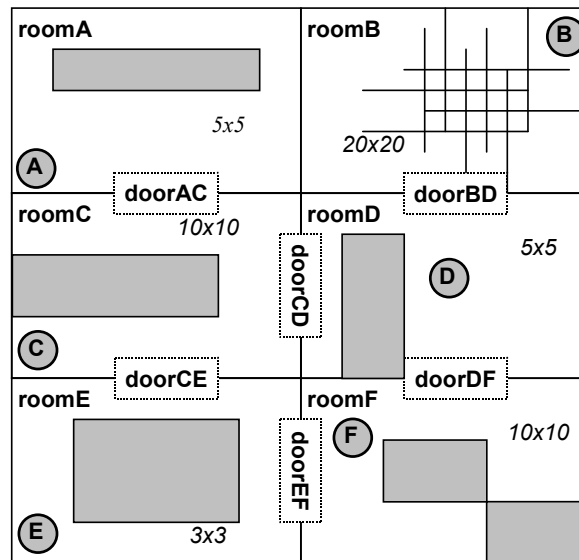 roomA
roomB
B
5x5
20x20
A
doorAC
doorBD
roomC
roomD
10x10
5x5
doorCD
D
C
doorCE
doorDF
roomE
roomF
F
10x10
doorEF
E
3x3